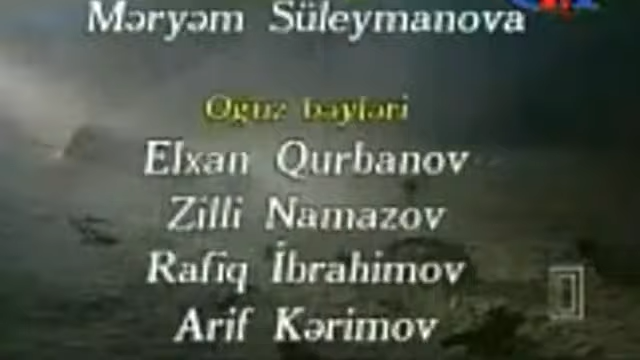 Məryəm Süleymanova
Oğuz bəyləri
Elxan Qurbanov
Zilli Namazov
Rafiq İbrahimov
Arif Kərimov